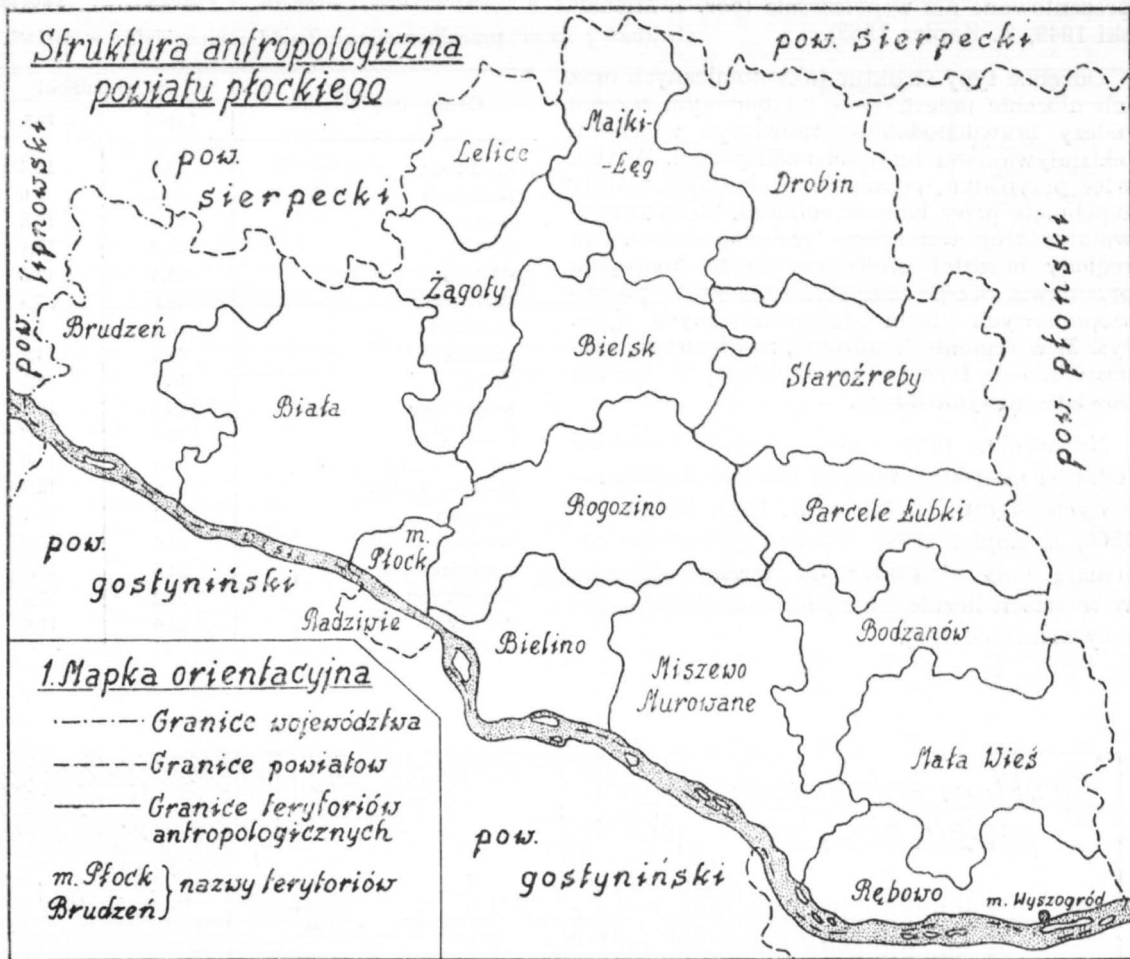 Struktura antropologiczna
powiatu płockiego
pow. sierpecki
pow. lipnowski
pow.
sierpecki
Lelice
Majki-
-Łęg
Drobin
pow. płoński
Brudzeń
Żągoty
Bielsk
Staroźreby
Biała
Rogozino
Parcele Łubki
m.
Płock
Wisła
pow.
gostyniński
Radziwie
Bielino
Miszewo
Murowane
Bodzanów
Mała Wieś
pow.
gostyniński
Rębowo
m. Wyszogród
1. Mapka orientacyjna
Granice województwa
Granice powiatow
Granice terytoriów
antropologicznych
m. Płock
Brudzeń } nazwy terytoriów